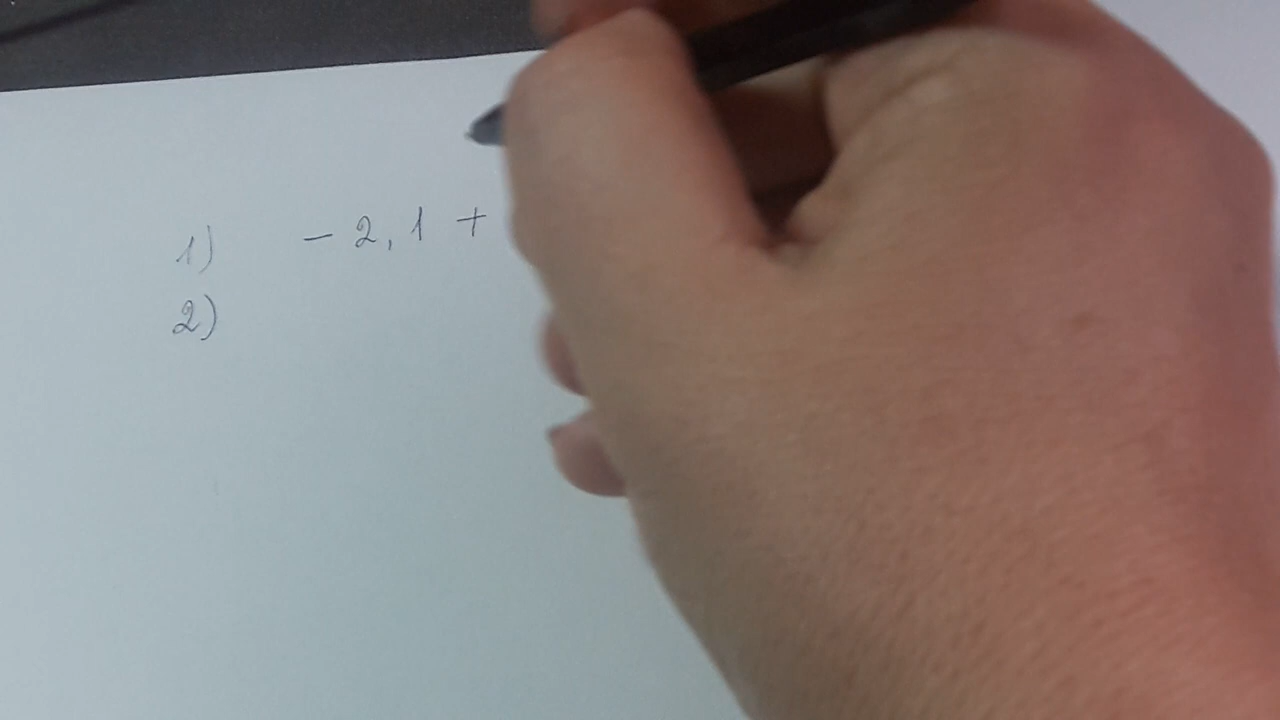 1) - 2,1 +
2)